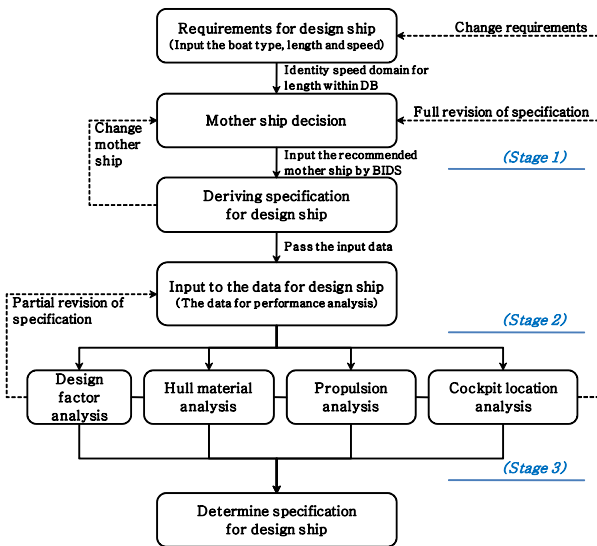 Requirements for design ship
(Input the boat type, length and speed)
Change requirements
Identity speed domain for
length within DB
Mother ship decision
Full revision of specification
Change
mother
ship
Input the recommended
mother ship by BIDS
(Stage 1)
Deriving specification
for design ship
Pass the input data
Input to the data for design ship
(The data for performance analysis)
Partial revision of
specification
(Stage 2)
Design
factor
analysis
Hull material
analysis
Propulsion
analysis
Cockpit location
analysis
(Stage 3)
Determine specification
for design ship